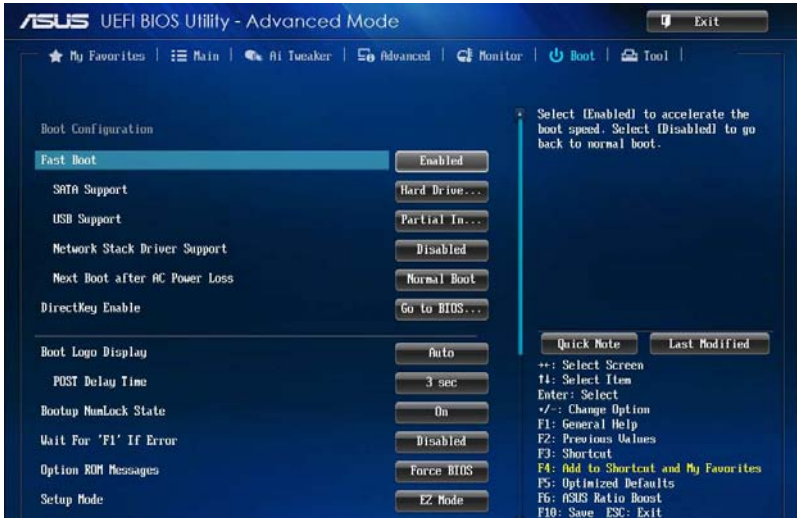 ASUS UEFI BIOS Utility - Advanced Mode
Exit
My Favorites | Main | Ai Tweaker | Advanced | Monitor | Boot | Tool |
Boot Configuration
Fast Boot Enabled
SATA Support Hard Drive...
USB Support Partial In...
Network Stack Driver Support Disabled
Next Boot after AC Power Loss Normal Boot
DirectKey Enable Go to BIOS...
Boot Logo Display Auto
POST Delay Time 3 sec
Bootup NumLock State On
Wait For 'F1' If Error Disabled
Option ROM Messages Force BIOS
Setup Mode EZ Mode
Select [Enabled] to accelerate the
boot speed. Select [Disabled] to go
back to normal boot.
Quick Note Last Modified
→←: Select Screen
↑↓: Select Item
Enter: Select
+/-: Change Option
F1: General Help
F2: Previous Values
F3: Shortcut
F4: Add to Shortcut and My Favorites
F5: Optimized Defaults
F6: ASUS Ratio Boost
F10: Save ESC: Exit